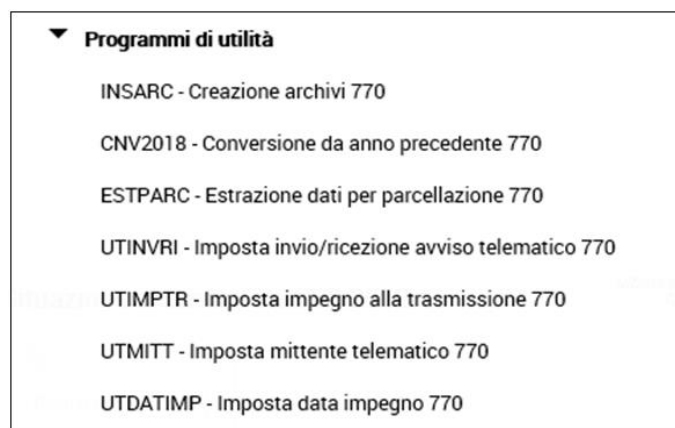 Programmi di utilità
INSARC - Creazione archivi 770
CNV2018 - Conversione da anno precedente 770
ESTPARC - Estrazione dati per parcellazione 770
UTINVRI - Imposta invio/ricezione avviso telematico 770
UTIMPTR - Imposta impegno alla trasmissione 770
UTMITT - Imposta mittente telematico 770
UTDATIMP - Imposta data impegno 770